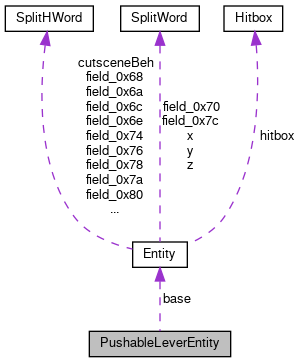 SplitHWord
SplitWord
Hitbox
cutsceneBeh
field_0x68
field_0x6a
field_0x6c
field_0x6e
field_0x74
field_0x76
field_0x78
field_0x7a
field_0x80
...
field_0x70
field_0x7c
x
y
z
hitbox
Entity
base
PushableLeverEntity